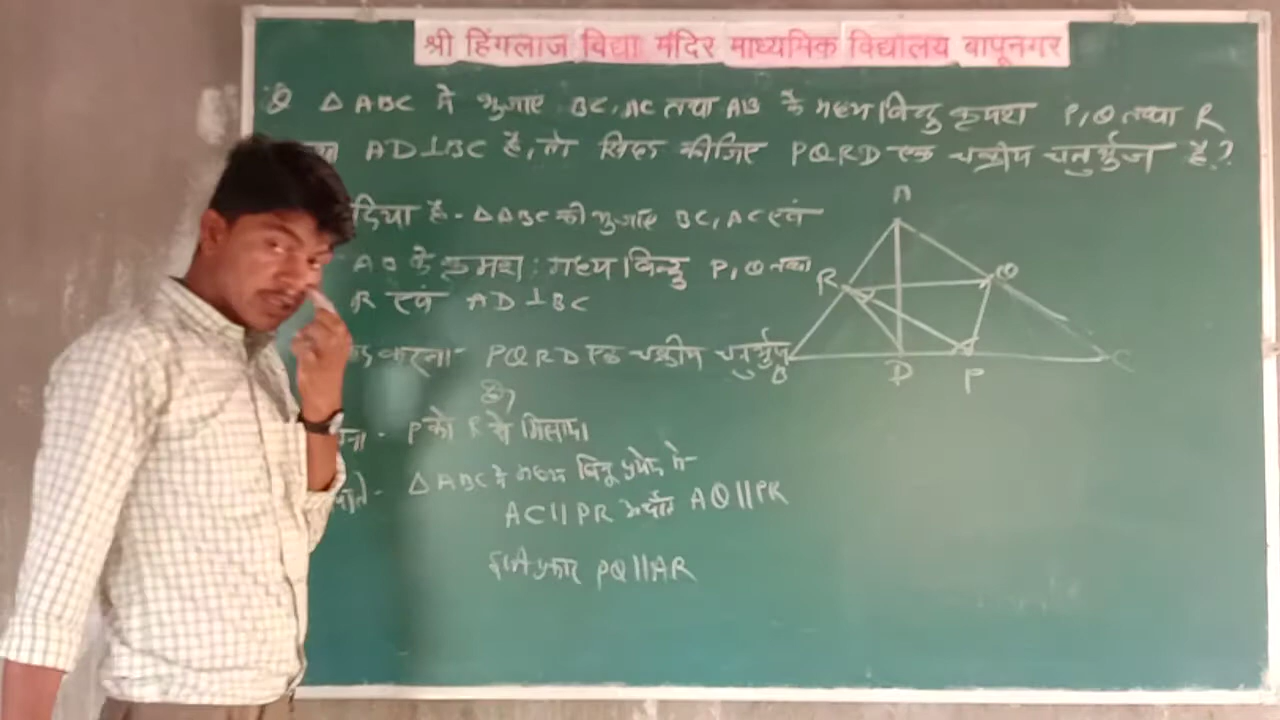 श्री हिंगलाज विद्या मंदिर माध्यमिक विद्यालय बापूनगर
Q △ ABC में भुजाएं BC, AC तथा AB के मध्य बिन्दु क्रमशः P, Q तथा R
AD⊥BC है, तो सिद्ध कीजिए PQRD एक चक्रीय चतुर्भुज है?
दिया है - △ABC की भुजाएं BC, AC एवं
AB के क्रमश: मध्य बिन्दु P, Q तथा
R एवं AD⊥BC
करना - PQRD एक चक्रीय चतुर्भुज
है
P को R से मिलाया
△ ABC में मध्य बिन्दु प्रमेय से -
AC||PR अर्थात AQ||PR
इसी प्रकार PQ||AR
A
R
Q
B
D
P
C